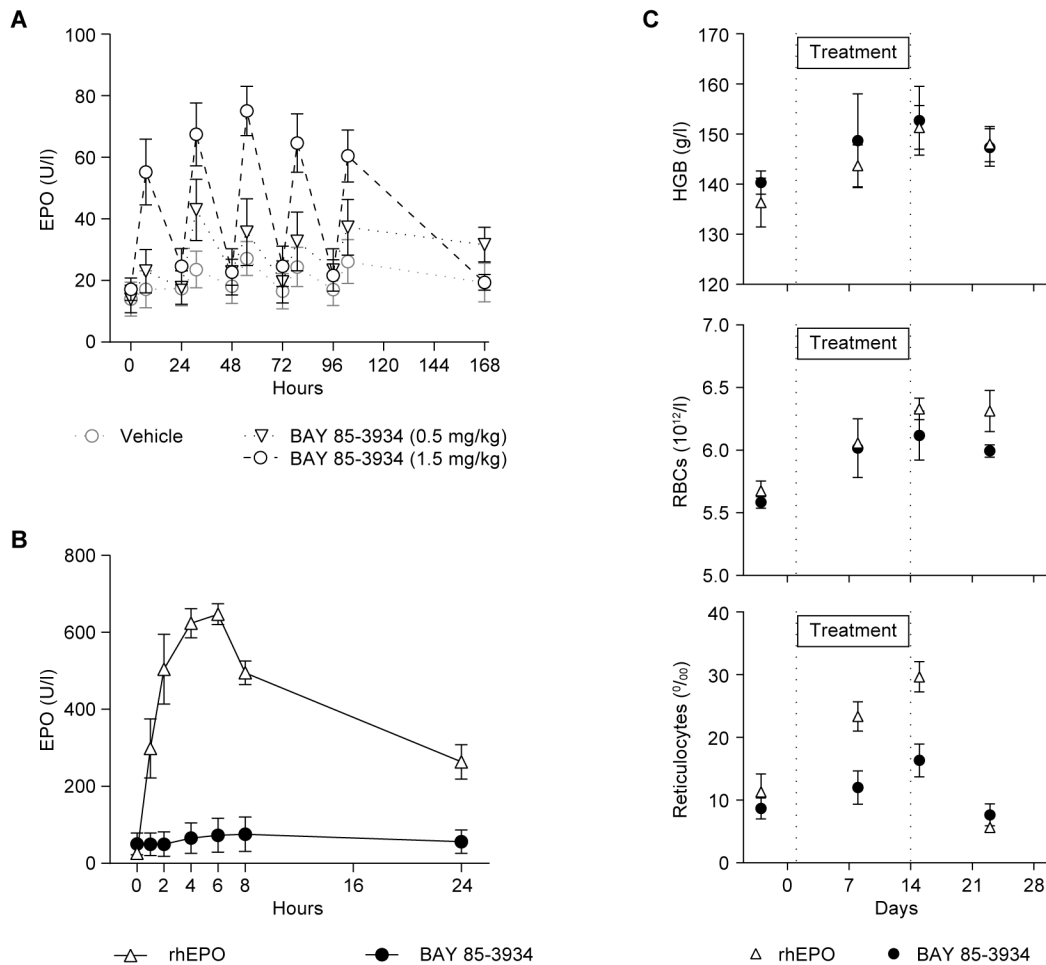 A
100
80
60
40
20
0
EPO (U/l)
0 24 48 72 96 120 144 168
Hours
Vehicle
BAY 85-3934 (0.5 mg/kg)
BAY 85-3934 (1.5 mg/kg)
B
800
600
400
200
0
EPO (U/l)
0 2 4 6 8 16 24
Hours
rhEPO BAY 85-3934
C
170
160
150
140
130
120
HGB (g/l)
Treatment
7.0
6.5
6.0
5.5
5.0
RBCs (10¹²/l)
Treatment
40
30
20
10
0
Reticulocytes (⁰/₀₀)
Treatment
0 7 14 21 28
Days
rhEPO BAY 85-3934